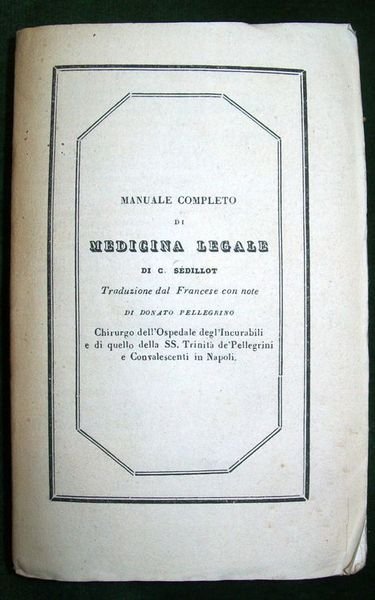 MANUALE COMPLETO
DI
MEDICINA LEGALE
DI C. SÉDILLOT
Traduzione dal Francese con note
DI DONATO PELLEGRINO
Chirurgo dell'Ospedale degl'Incurabili
e di quello della SS. Trinità de'Pellegrini
e Convalescenti in Napoli.